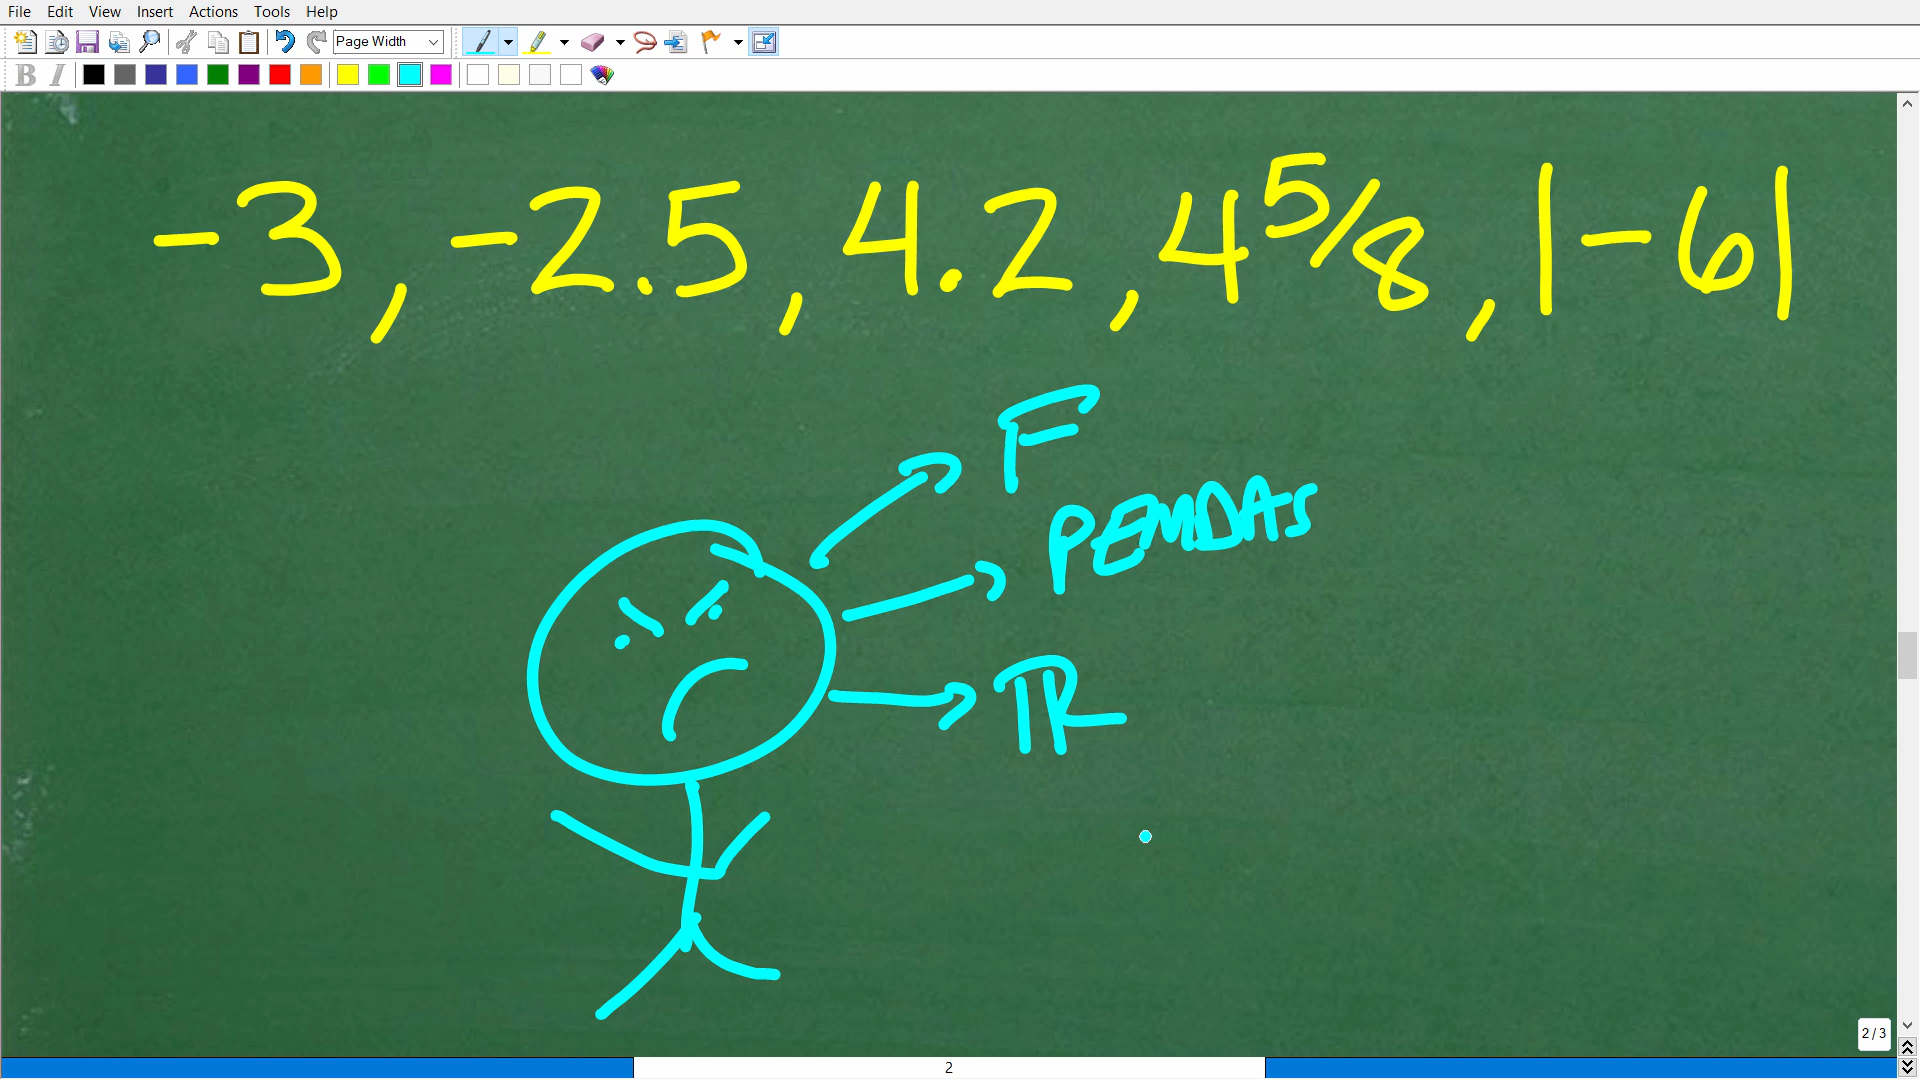 File Edit View Insert Actions Tools Help
Page Width
B I
-3, -2.5, 4.2, 4 5/8, |-6|
F
PEMDAS
ℝ
2 / 3
2